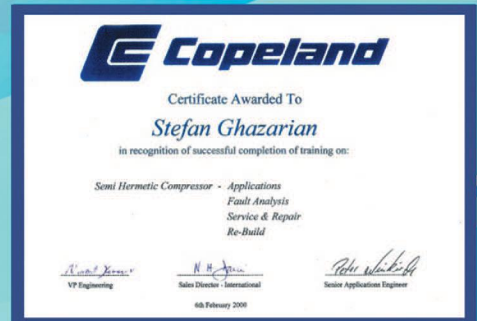 Copeland
Certificate Awarded To
Stefan Ghazarian
in recognition of successful completion of training on:
Semi Hermetic Compressor - Applications
Fault Analysis
Service & Repair
Re-Build
VP Engineering
Sales Director - International
Senior Applications Engineer
6th February 2000